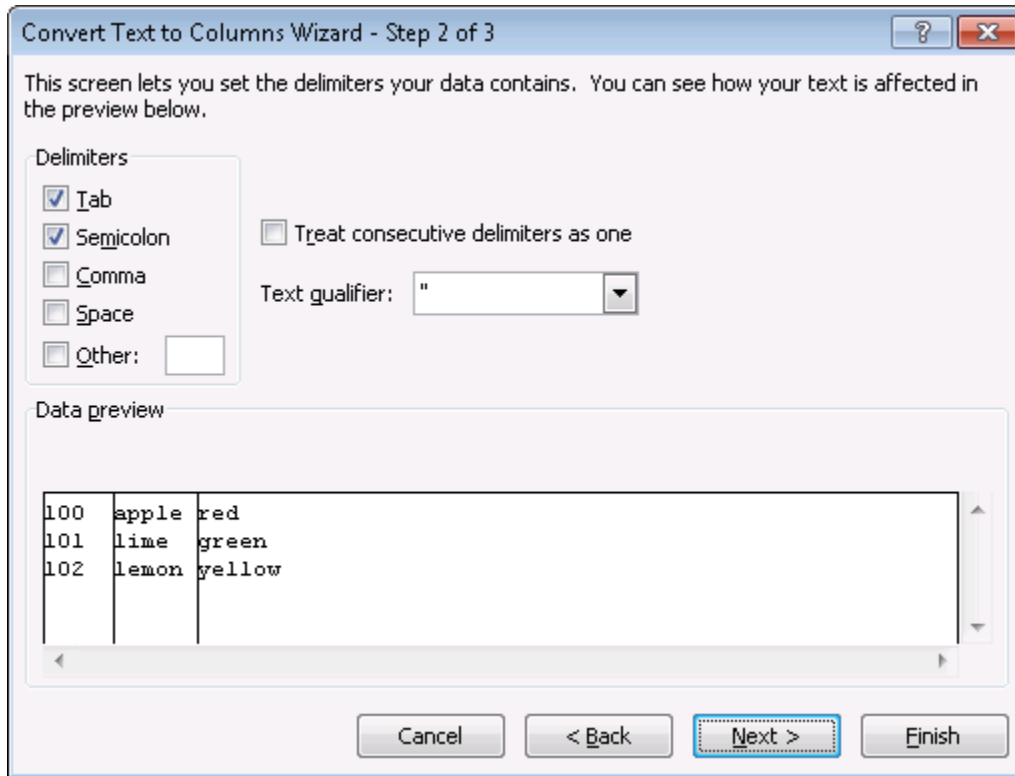 Convert Text to Columns Wizard - Step 2 of 3
This screen lets you set the delimiters your data contains.  You can see how your text is affected in
the preview below.
Delimiters
Tab
Semicolon
Comma
Space
Other:
Treat consecutive delimiters as one
Text qualifier: "
Data preview
100 apple red
101 lime green
102 lemon yellow
Cancel < Back Next > Finish